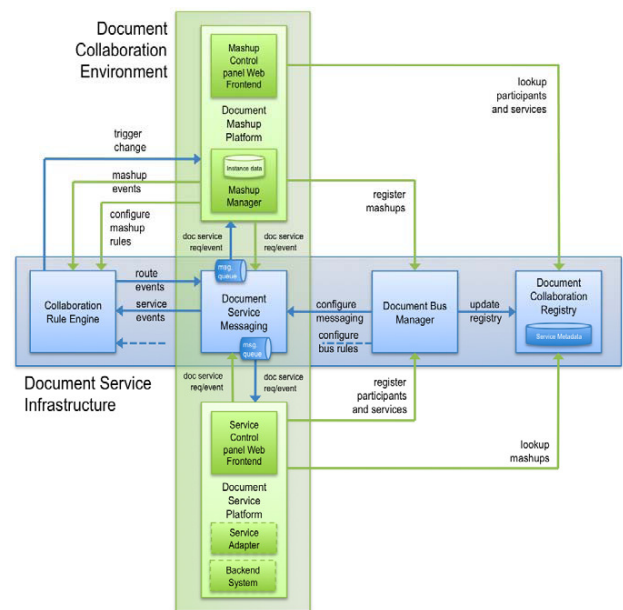 Document
Collaboration
Environment
Mashup
Control
panel Web
Frontend
Document
Mashup
Platform
Instance data
Mashup
Manager
lookup
participants
and services
trigger
change
mashup
events
configure
mashup
rules
register
mashups
doc service
req/event
doc service
req/event
msg.
queue
Collaboration
Rule Engine
route
events
service
events
Document
Service
Messaging
configure
messaging
configure
bus rules
Document Bus
Manager
update
registry
Document
Collaboration
Registry
Service Metadata
msg.
queue
Document Service
Infrastructure
doc service
req/event
doc service
req/event
register
participants
and services
lookup
mashups
Service
Control
panel Web
Frontend
Document
Service
Platform
Service
Adapter
Backend
System